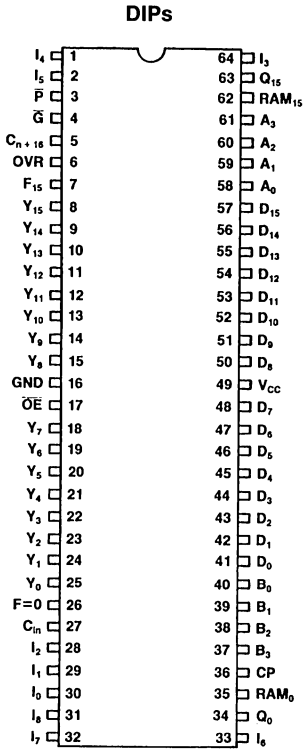 DIPs
I₄ 1 64 I₃
I₅ 2 63 Q₁₅
P̅ 3 62 RAM₁₅
G̅ 4 61 A₃
Cₙ ₊ ₁₆ 5 60 A₂
OVR 6 59 A₁
F₁₅ 7 58 A₀
Y₁₅ 8 57 D₁₅
Y₁₄ 9 56 D₁₄
Y₁₃ 10 55 D₁₃
Y₁₂ 11 54 D₁₂
Y₁₁ 12 53 D₁₁
Y₁₀ 13 52 D₁₀
Y₉ 14 51 D₉
Y₈ 15 50 D₈
GND 16 49 V_CC
O̅E̅ 17 48 D₇
Y₇ 18 47 D₆
Y₆ 19 46 D₅
Y₅ 20 45 D₄
Y₄ 21 44 D₃
Y₃ 22 43 D₂
Y₂ 23 42 D₁
Y₁ 24 41 D₀
Y₀ 25 40 B₀
F=0 26 39 B₁
C_in 27 38 B₂
I₂ 28 37 B₃
I₁ 29 36 CP
I₀ 30 35 RAM₀
I₈ 31 34 Q₀
I₇ 32 33 I₆